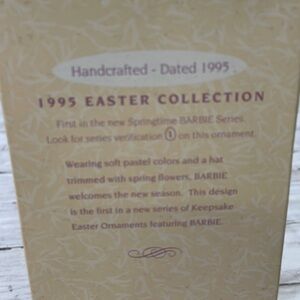 Handcrafted - Dated 1995
1995 EASTER COLLECTION
First in the new Springtime BARBIE Series.
Look for series verification 1 on this ornament.
Wearing soft pastel colors and a hat
trimmed with spring flowers, BARBIE
welcomes the new season. This design
is the first in a new series of Keepsake
Easter Ornaments featuring BARBIE.